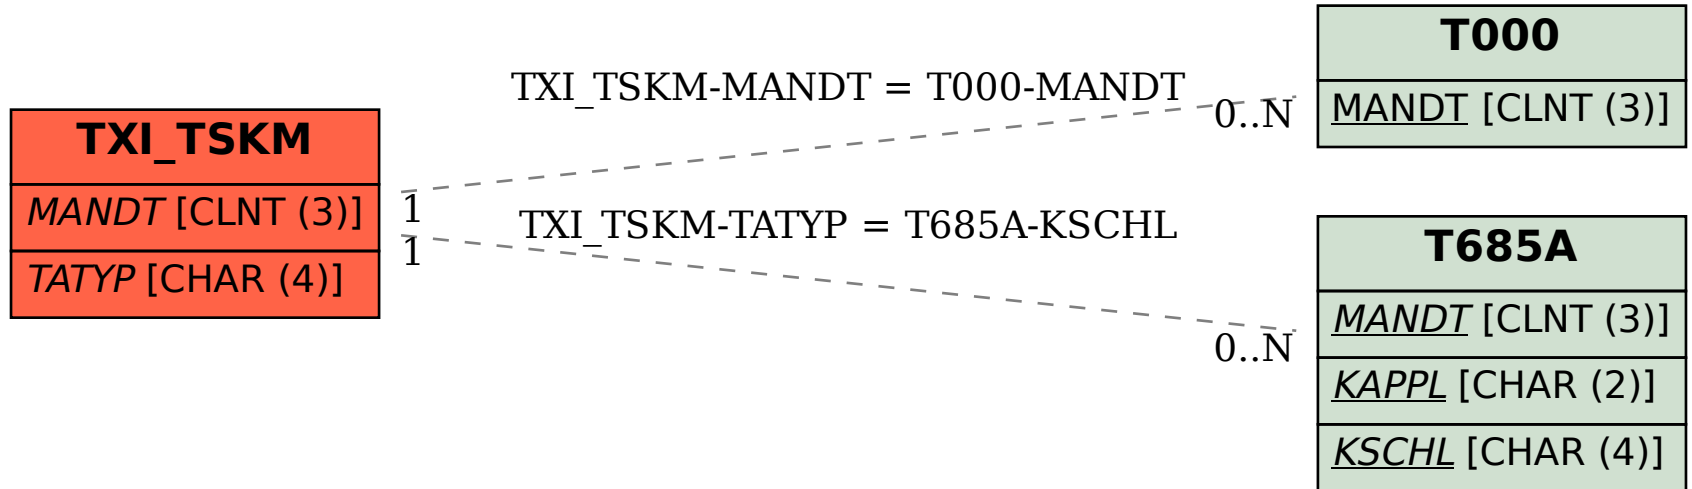 TXI_TSKM
MANDT [CLNT (3)]
TATYP [CHAR (4)]
TXI_TSKM-MANDT = T000-MANDT
1
0..N
TXI_TSKM-TATYP = T685A-KSCHL
1
0..N
T000
MANDT [CLNT (3)]
T685A
MANDT [CLNT (3)]
KAPPL [CHAR (2)]
KSCHL [CHAR (4)]